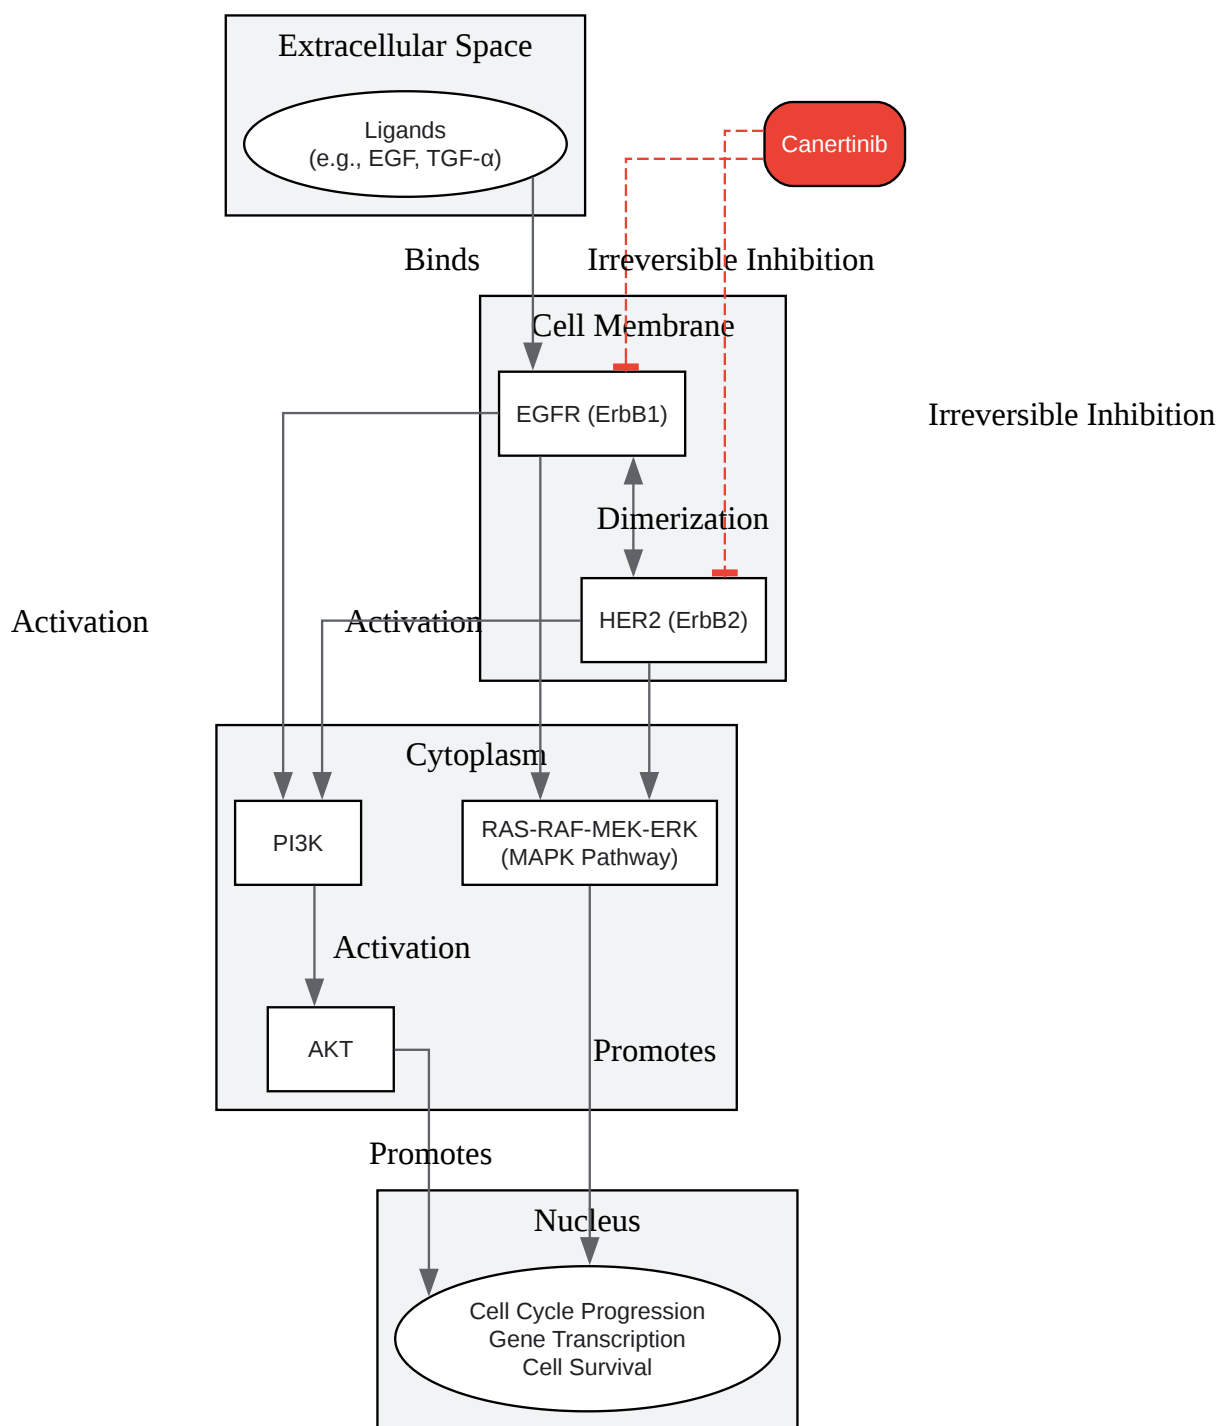 Extracellular Space
Ligands
(e.g., EGF, TGF-α)
Canertinib
Binds
Irreversible Inhibition
Cell Membrane
EGFR (ErbB1)
Irreversible Inhibition
Dimerization
Activation
Activation
HER2 (ErbB2)
Cytoplasm
PI3K
RAS-RAF-MEK-ERK
(MAPK Pathway)
Activation
AKT
Promotes
Promotes
Nucleus
Cell Cycle Progression
Gene Transcription
Cell Survival